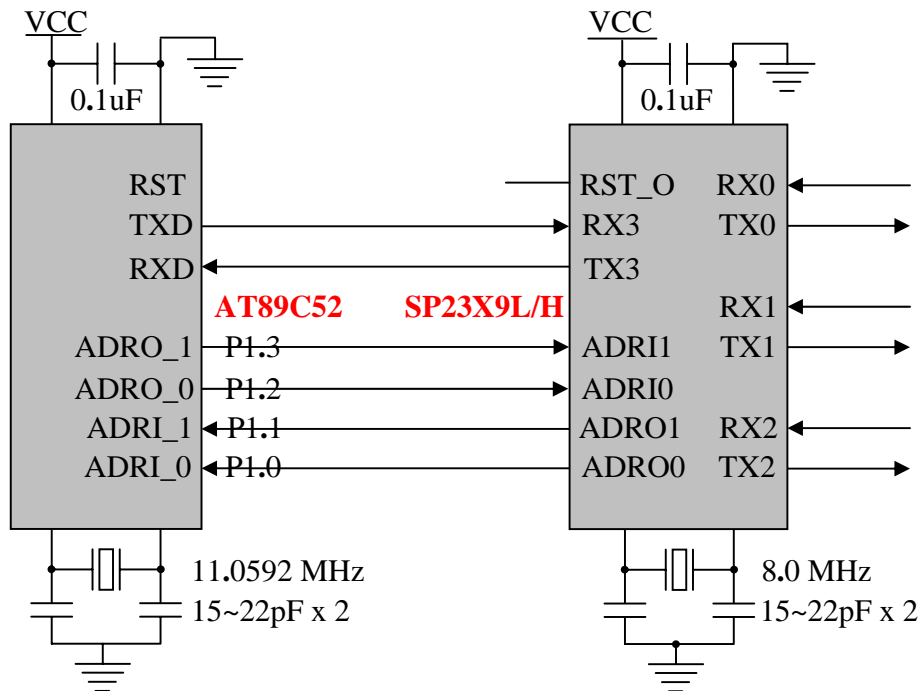 VCC
VCC
0.1uF
0.1uF
RST
RST_O
RX0
TXD
RX3
TX0
RXD
TX3
AT89C52
SP23X9L/H
RX1
ADRO_1
P1.3
ADRI1
TX1
ADRO_0
P1.2
ADRI0
ADRI_1
P1.1
ADRO1
RX2
ADRI_0
P1.0
ADRO0
TX2
11.0592 MHz
8.0 MHz
15~22pF x 2
15~22pF x 2